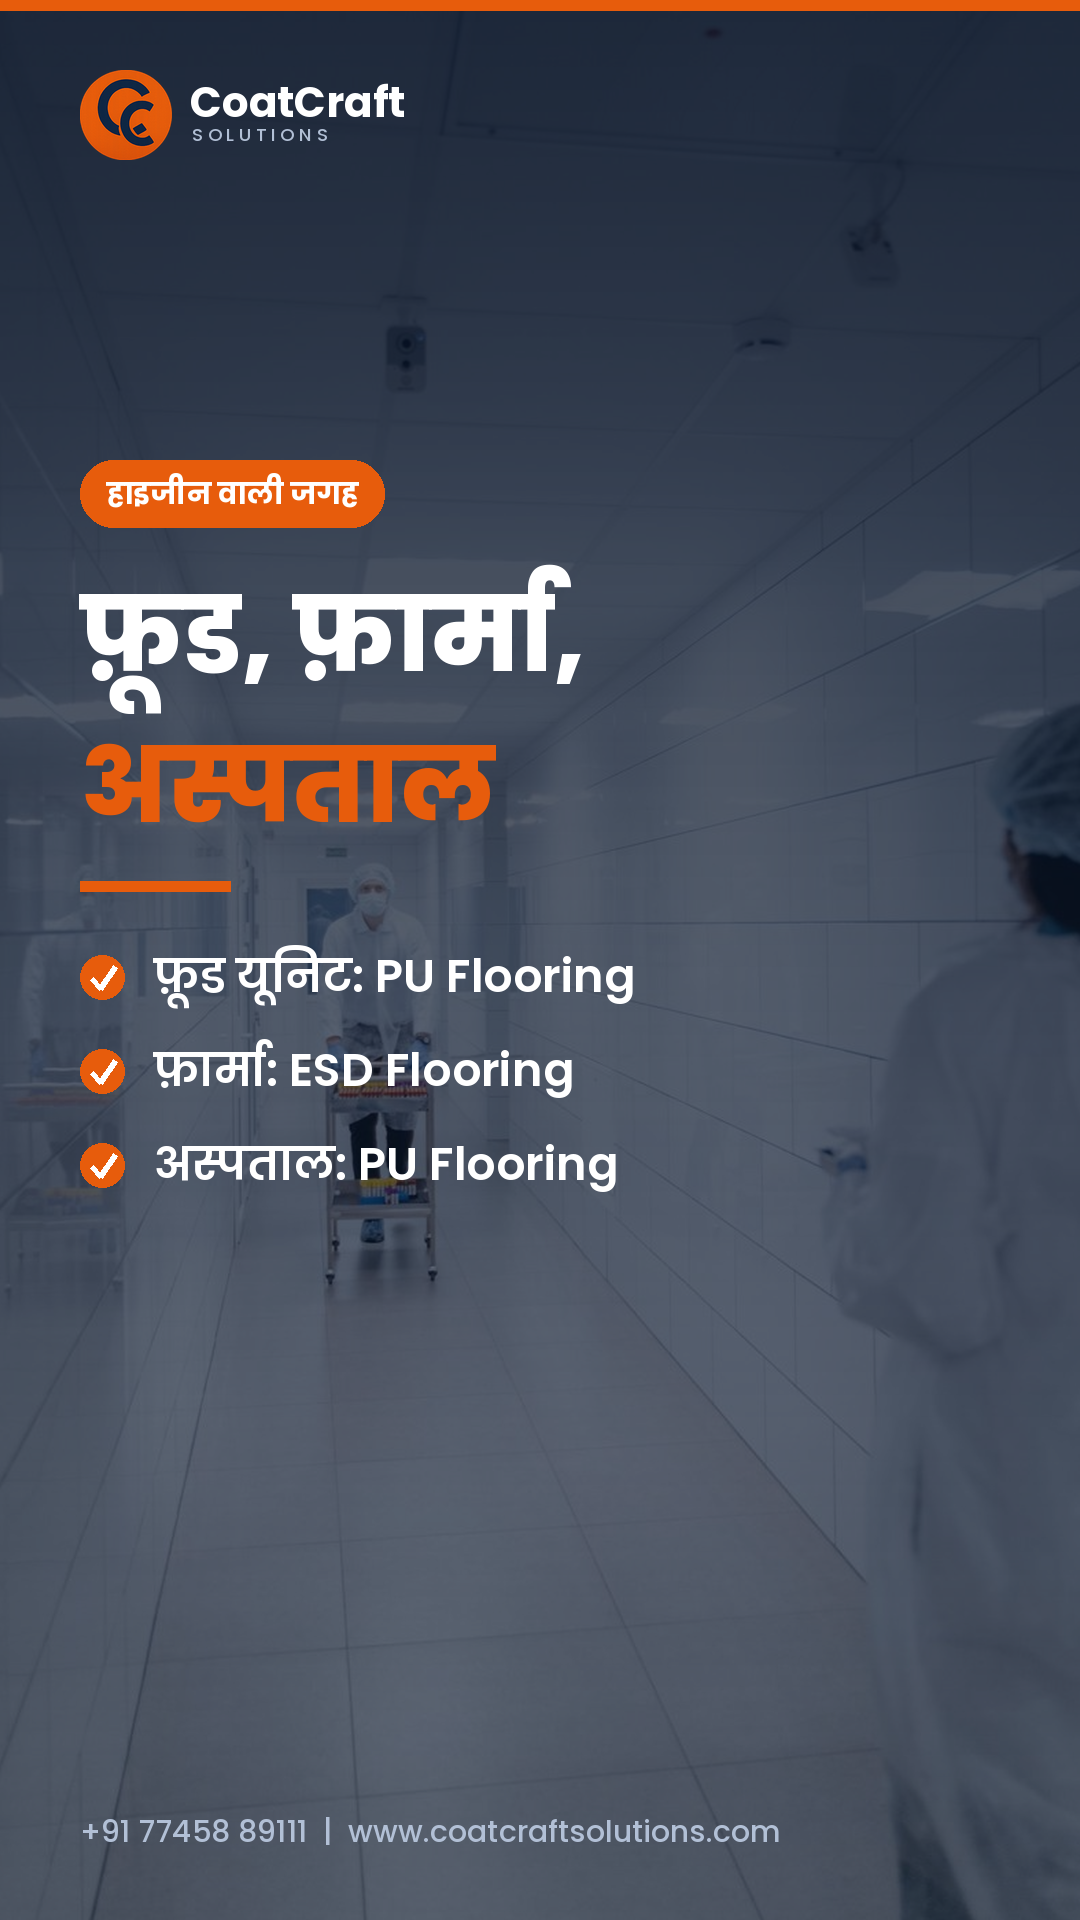 CoatCraft
SOLUTIONS
हाइजीन वाली जगह
फ़ूड, फ़ार्मा,
अस्पताल
फ़ूड यूनिट: PU Flooring
फ़ार्मा: ESD Flooring
अस्पताल: PU Flooring
+91 77458 89111 | www.coatcraftsolutions.com